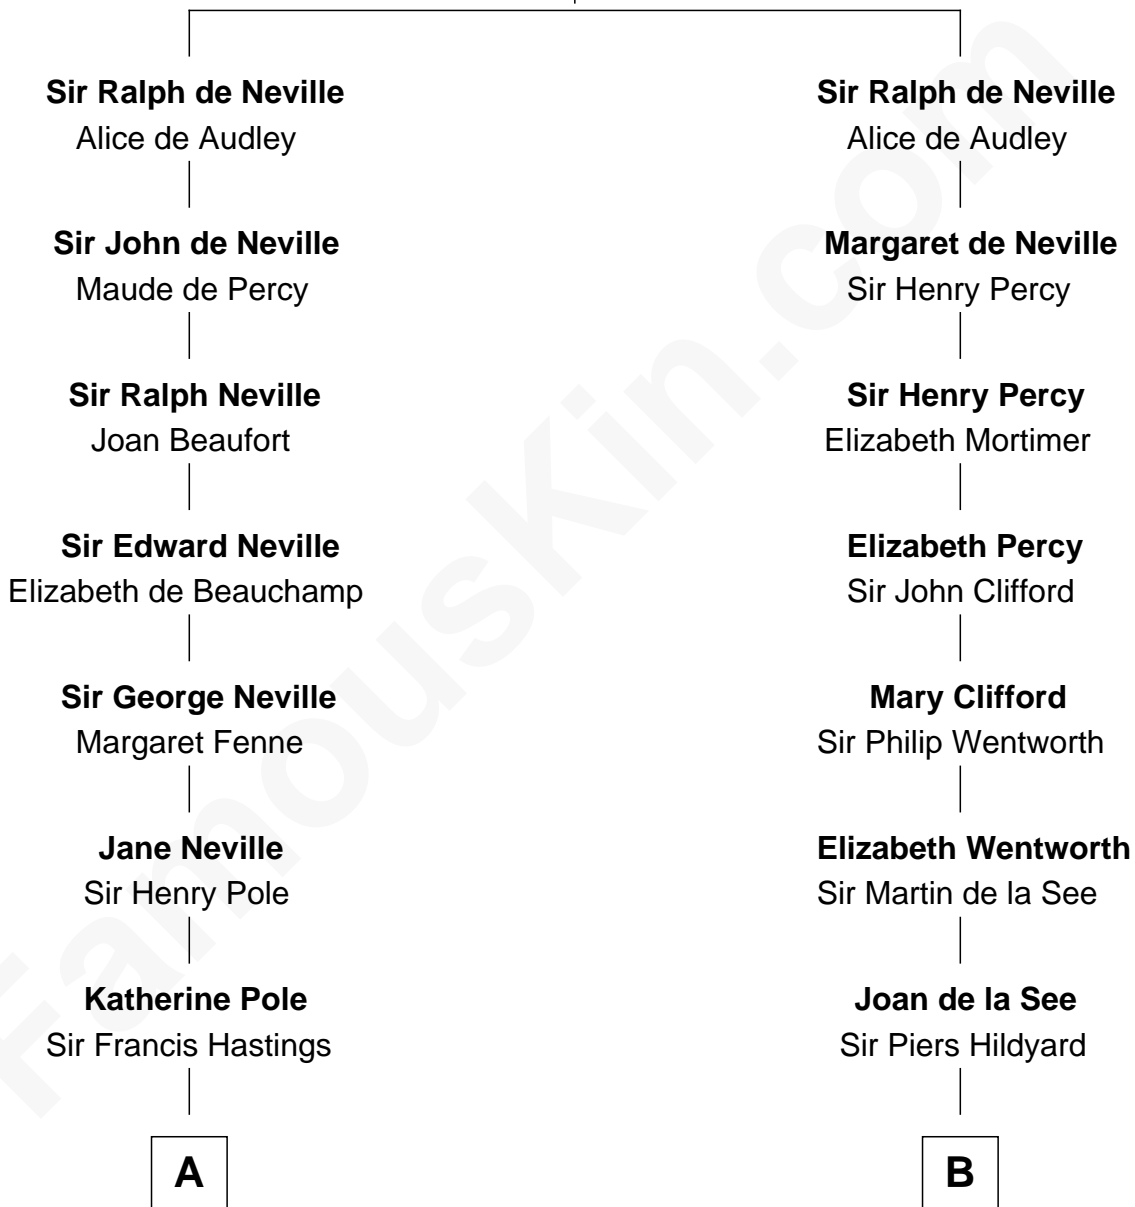 Sir Ralph de Neville
Alice de Audley
Sir John de Neville
Maude de Percy
Sir Ralph Neville
Joan Beaufort
Sir Edward Neville
Elizabeth de Beauchamp
Sir George Neville
Margaret Fenne
Jane Neville
Sir Henry Pole
Katherine Pole
Sir Francis Hastings
A
Sir Ralph de Neville
Alice de Audley
Margaret de Neville
Sir Henry Percy
Sir Henry Percy
Elizabeth Mortimer
Elizabeth Percy
Sir John Clifford
Mary Clifford
Sir Philip Wentworth
Elizabeth Wentworth
Sir Martin de la See
Joan de la See
Sir Piers Hildyard
B
FamousKin.com